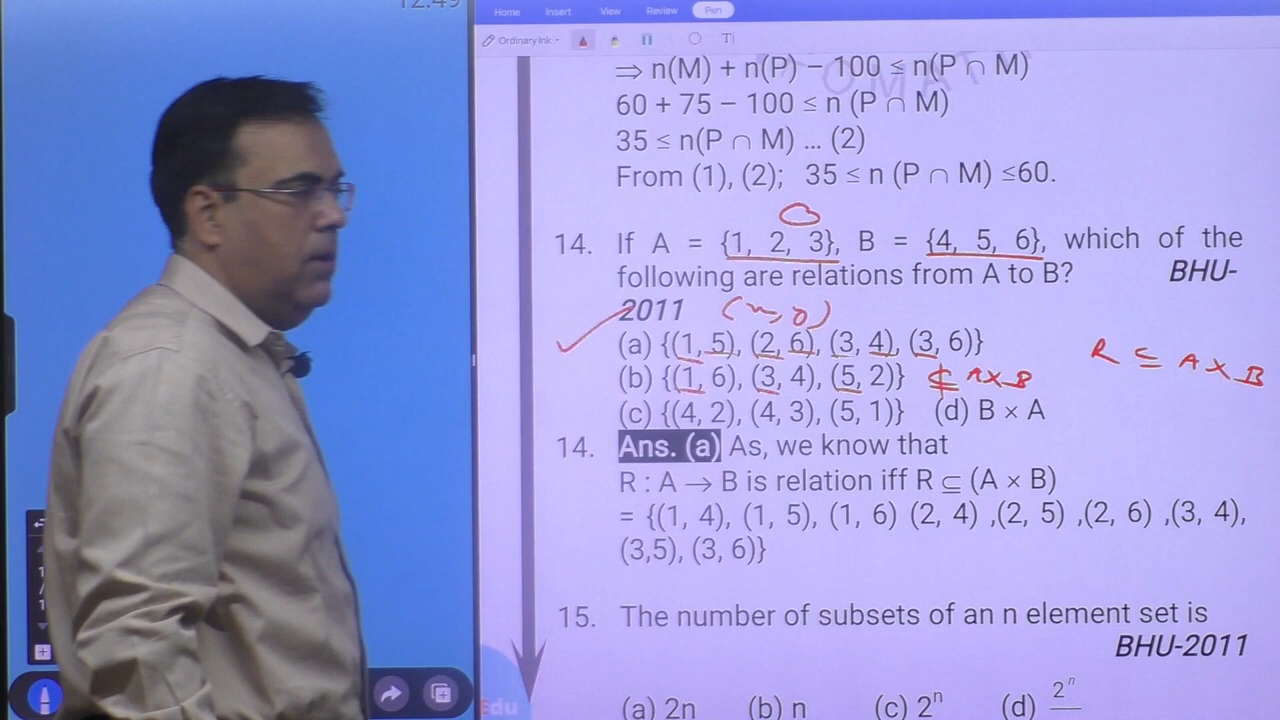 12:49
Home Insert View Review Pen
Ordinary Ink
⇒ n(M) + n(P) − 100 ≤ n(P ∩ M)
60 + 75 − 100 ≤ n (P ∩ M)
35 ≤ n(P ∩ M) ... (2)
From (1), (2); 35 ≤ n (P ∩ M) ≤60.
14. If A = {1, 2, 3}, B = {4, 5, 6}, which of the
following are relations from A to B? BHU-
2011
(a) {(1, 5), (2, 6), (3, 4), (3, 6)}
R ⊆ A × B
(b) {(1, 6), (3, 4), (5, 2)} ⊄ A×B
(c) {(4, 2), (4, 3), (5, 1)} (d) B × A
14. Ans. (a) As, we know that
R : A → B is relation iff R ⊆ (A × B)
= {(1, 4), (1, 5), (1, 6) (2, 4) ,(2, 5) ,(2, 6) ,(3, 4),
(3,5), (3, 6)}
15. The number of subsets of an n element set is
BHU-2011
(a) 2n (b) n (c) 2ⁿ (d) 2ⁿ
Edu